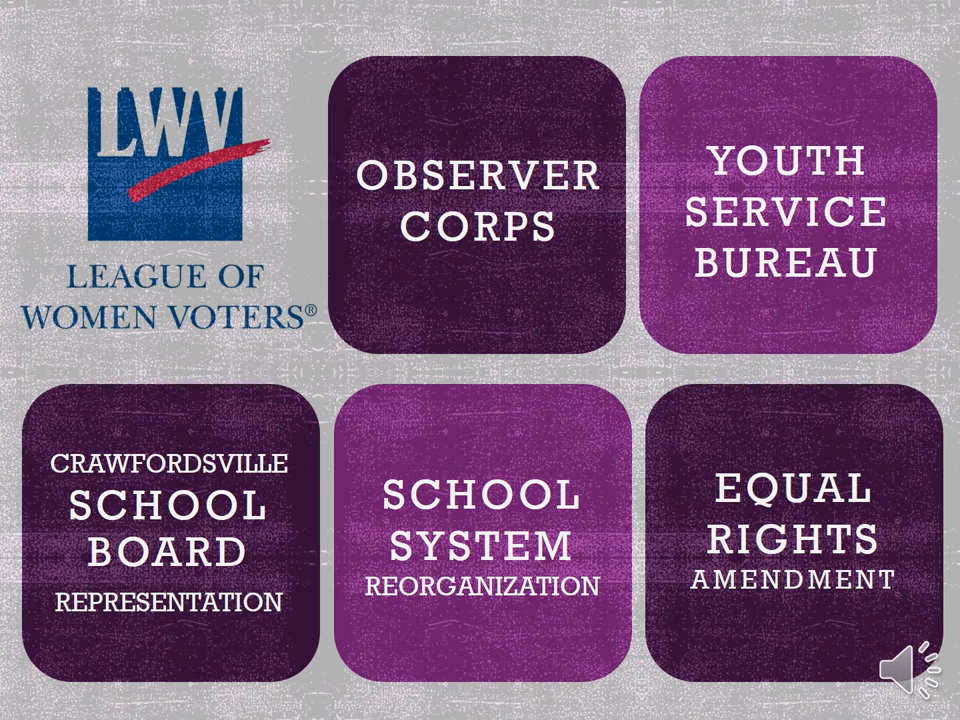 LWV
LEAGUE OF
WOMEN VOTERS®
OBSERVER
CORPS
YOUTH
SERVICE
BUREAU
CRAWFORDSVILLE
SCHOOL
BOARD
REPRESENTATION
SCHOOL
SYSTEM
REORGANIZATION
EQUAL
RIGHTS
AMENDMENT